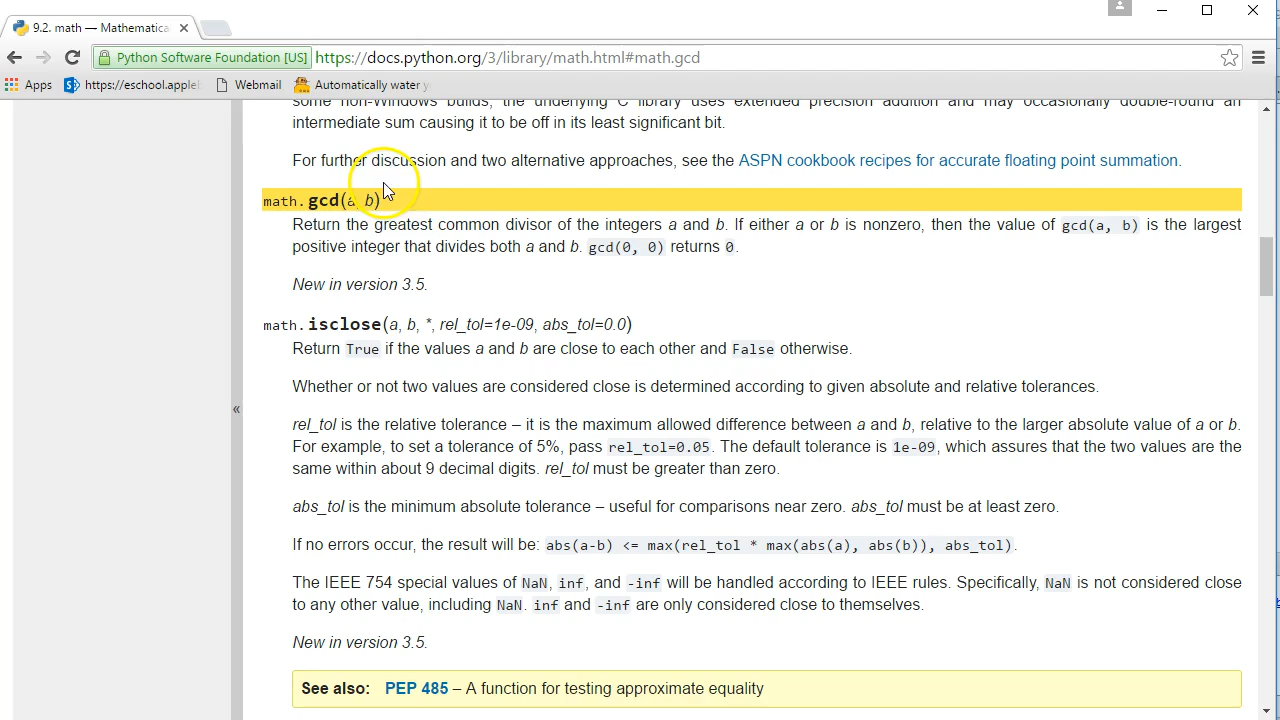 9.2. math — Mathematica
Python Software Foundation [US] https://docs.python.org/3/library/math.html#math.gcd
Apps https://eschool.appleb Webmail Automatically water y
some non-Windows builds, the underlying C library uses extended precision addition and may occasionally double-round an
intermediate sum causing it to be off in its least significant bit.
For further discussion and two alternative approaches, see the ASPN cookbook recipes for accurate floating point summation.
math.gcd(a, b)
Return the greatest common divisor of the integers a and b. If either a or b is nonzero, then the value of gcd(a, b) is the largest
positive integer that divides both a and b. gcd(0, 0) returns 0.
New in version 3.5.
math.isclose(a, b, *, rel_tol=1e-09, abs_tol=0.0)
Return True if the values a and b are close to each other and False otherwise.
Whether or not two values are considered close is determined according to given absolute and relative tolerances.
rel_tol is the relative tolerance – it is the maximum allowed difference between a and b, relative to the larger absolute value of a or b.
For example, to set a tolerance of 5%, pass rel_tol=0.05. The default tolerance is 1e-09, which assures that the two values are the
same within about 9 decimal digits. rel_tol must be greater than zero.
abs_tol is the minimum absolute tolerance – useful for comparisons near zero. abs_tol must be at least zero.
«
If no errors occur, the result will be: abs(a-b) <= max(rel_tol * max(abs(a), abs(b)), abs_tol).
The IEEE 754 special values of NaN, inf, and -inf will be handled according to IEEE rules. Specifically, NaN is not considered close
to any other value, including NaN. inf and -inf are only considered close to themselves.
New in version 3.5.
See also: PEP 485 – A function for testing approximate equality